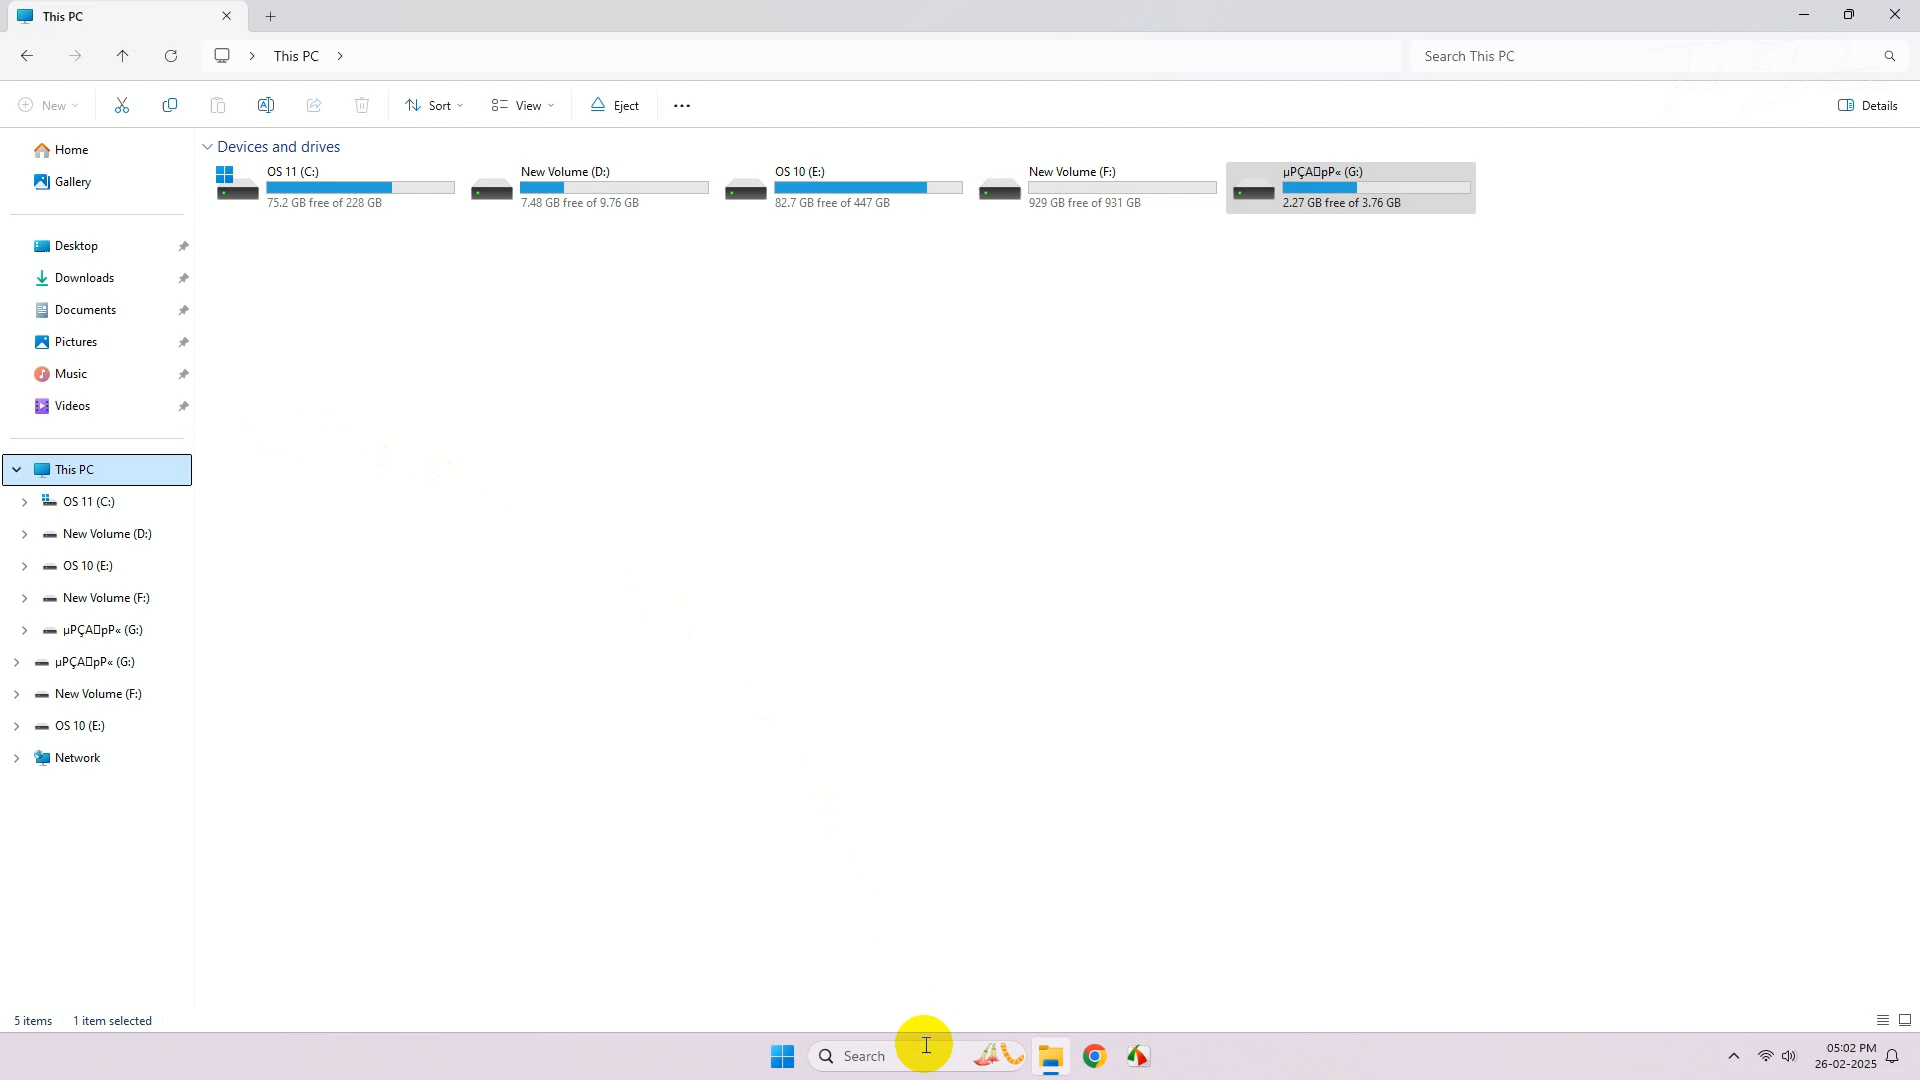 This PC
This PC
Search This PC
New
Sort
View
Eject
Details
Home
Gallery
Desktop
Downloads
Documents
Pictures
Music
Videos
This PC
OS 11 (C:)
New Volume (D:)
OS 10 (E:)
New Volume (F:)
µPÇA▯pP« (G:)
µPÇA▯pP« (G:)
New Volume (F:)
OS 10 (E:)
Network
Devices and drives
OS 11 (C:)
75.2 GB free of 228 GB
New Volume (D:)
7.48 GB free of 9.76 GB
OS 10 (E:)
82.7 GB free of 447 GB
New Volume (F:)
929 GB free of 931 GB
µPÇA▯pP« (G:)
2.27 GB free of 3.76 GB
5 items
1 item selected
Search
05:02 PM
26-02-2025